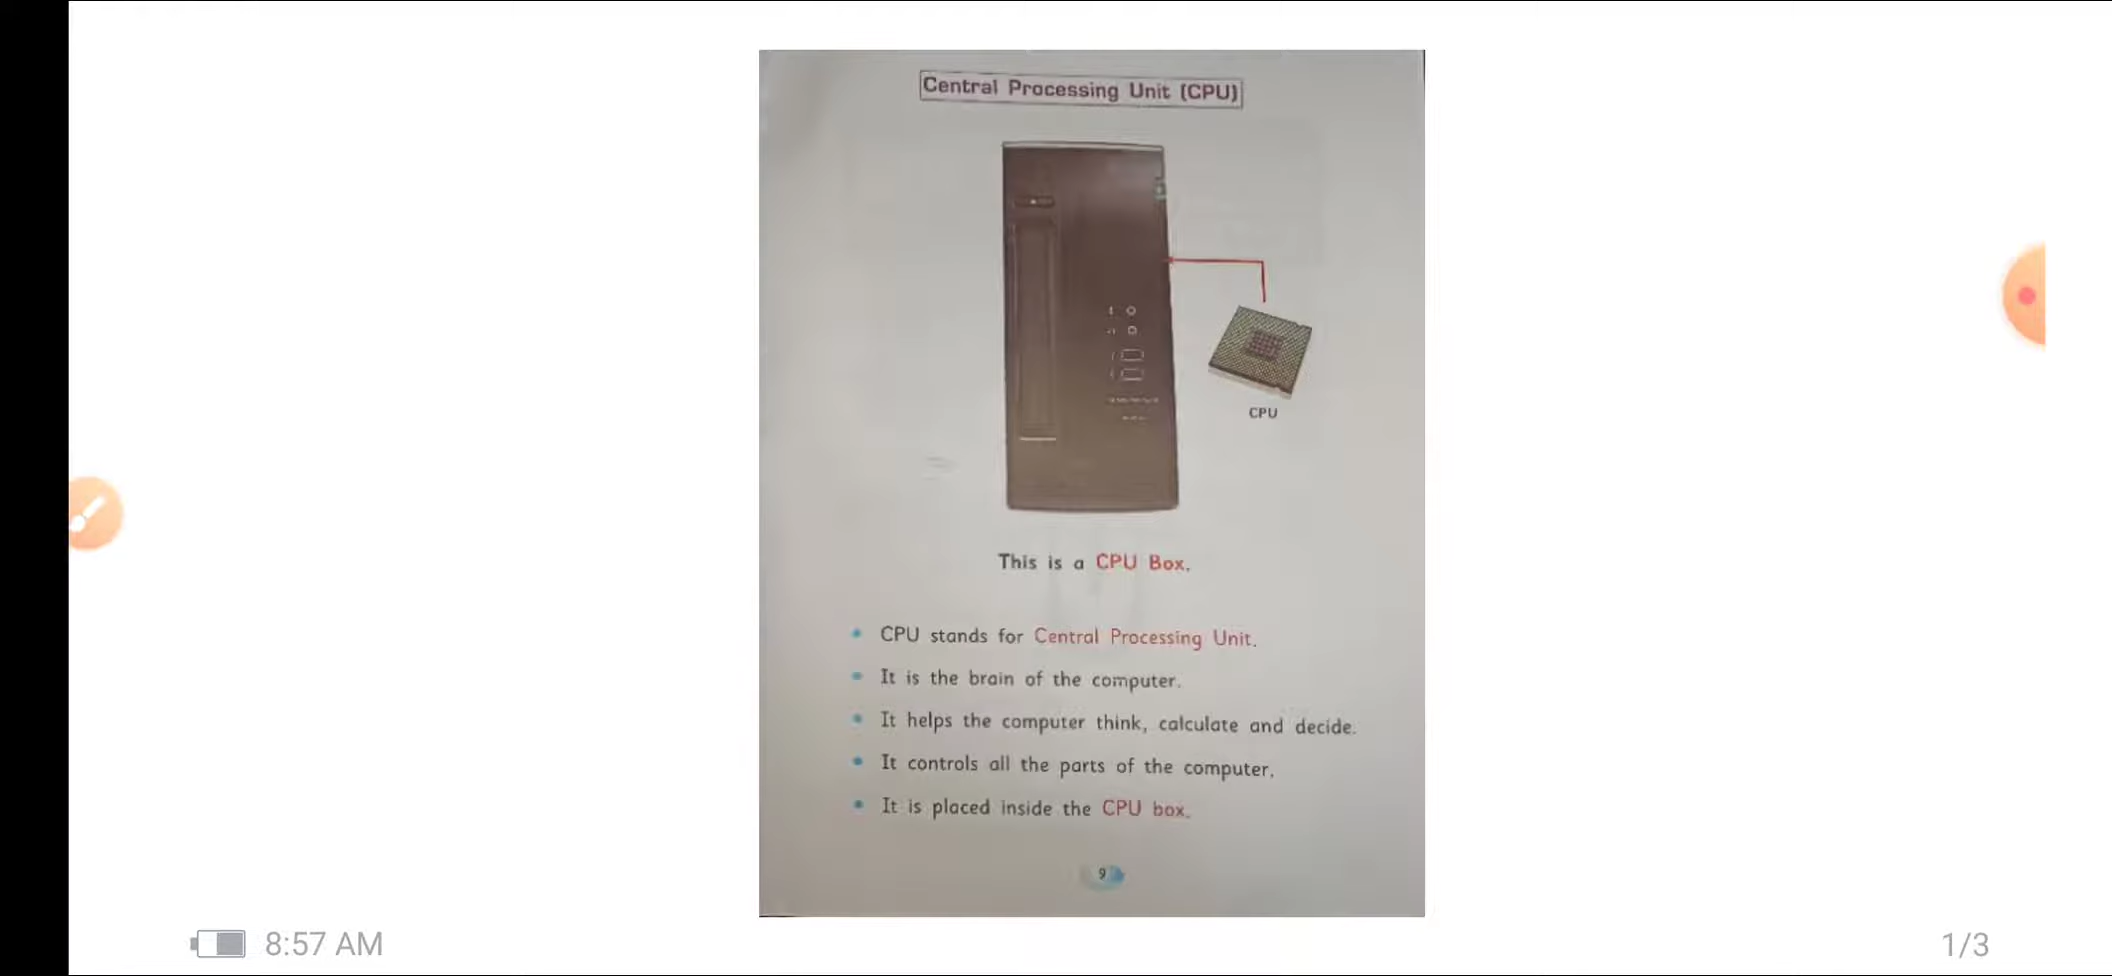 Central Processing Unit (CPU)
CPU
This is a CPU Box.
CPU stands for Central Processing Unit.
It is the brain of the computer.
It helps the computer think, calculate and decide.
It controls all the parts of the computer.
It is placed inside the CPU box.
9
8:57 AM
1/3